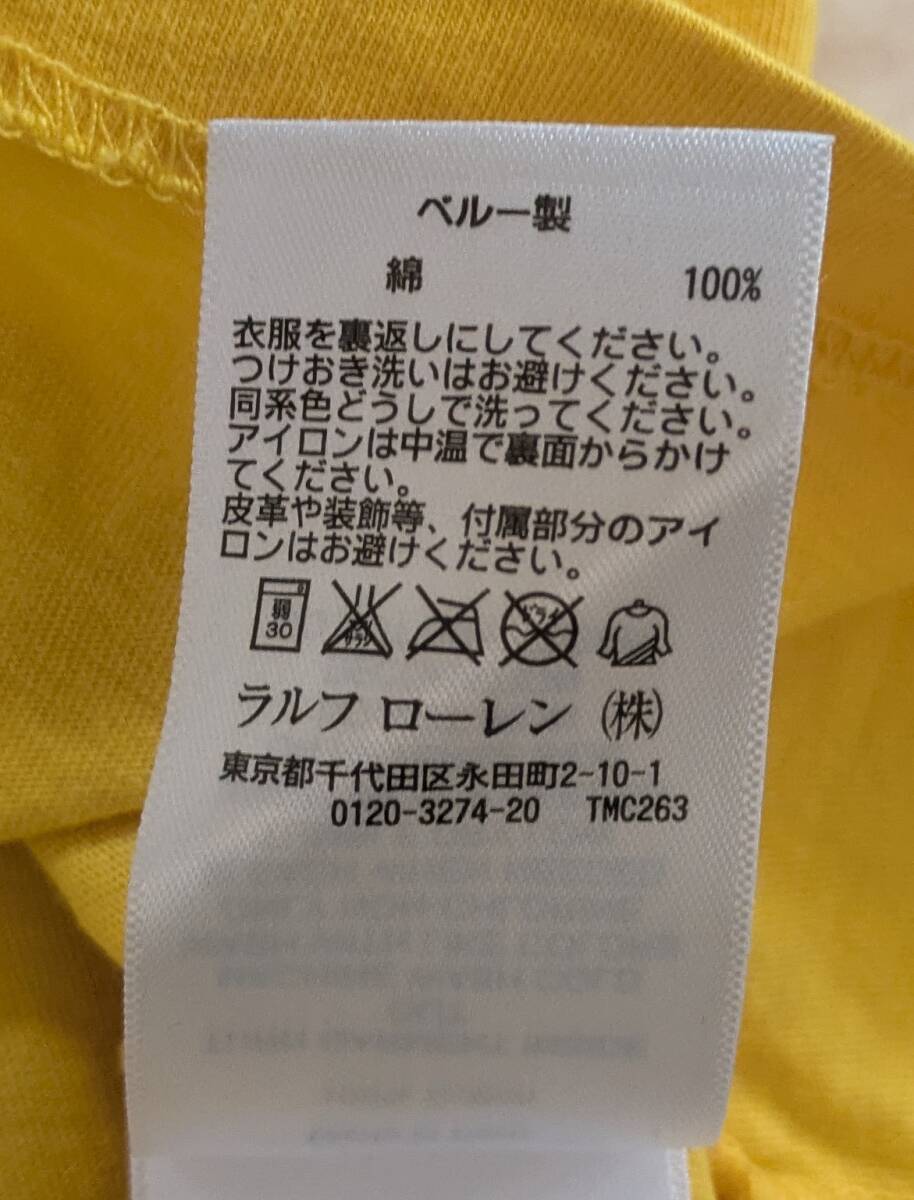 ペルー製
綿 100%
衣服を裏返しにしてください。
つけおき洗いはお避けください。
同系色どうしで洗ってください。
アイロンは中温で裏面からかけ
てください。
皮革や装飾等、付属部分のアイ
ロンはお避けください。
弱
30
ドライ
ラルフ ローレン (株)
東京都千代田区永田町2-10-1
0120-3274-20 TMC263